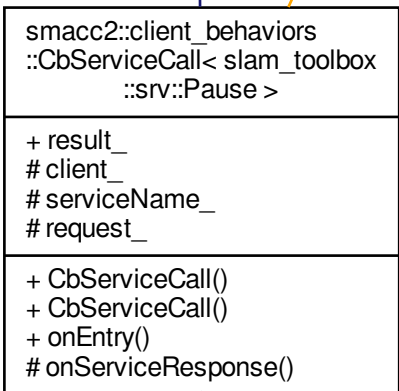 smacc2::client_behaviors
::CbServiceCall< slam_toolbox
::srv::Pause >
+ result_
# client_
# serviceName_
# request_
+ CbServiceCall()
+ CbServiceCall()
+ onEntry()
# onServiceResponse()